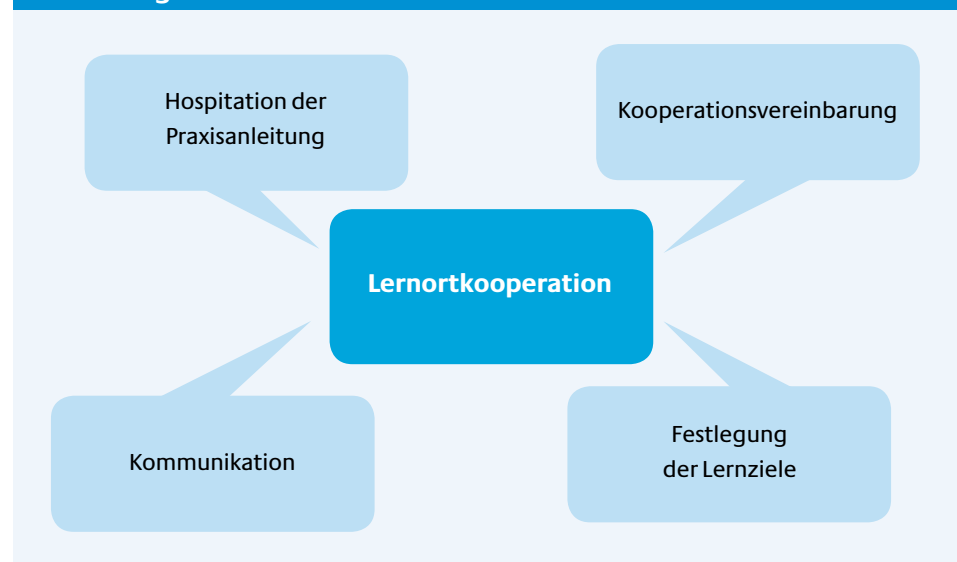 Hospitation der
Praxisanleitung
Kooperationsvereinbarung
Lernortkooperation
Kommunikation
Festlegung
der Lernziele